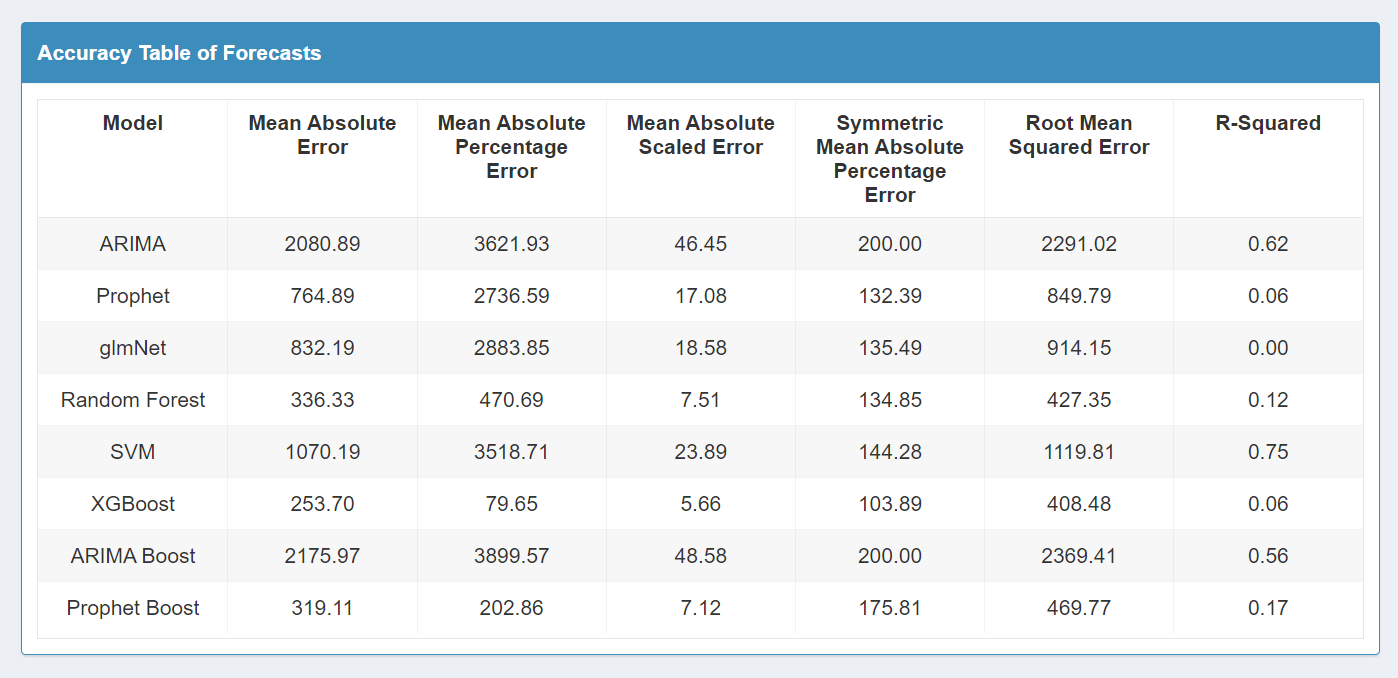 Accuracy Table of Forecasts
Model Mean Absolute Error Mean Absolute Percentage Error Mean Absolute Scaled Error Symmetric Mean Absolute Percentage Error Root Mean Squared Error R-Squared
ARIMA 2080.89 3621.93 46.45 200.00 2291.02 0.62
Prophet 764.89 2736.59 17.08 132.39 849.79 0.06
glmNet 832.19 2883.85 18.58 135.49 914.15 0.00
Random Forest 336.33 470.69 7.51 134.85 427.35 0.12
SVM 1070.19 3518.71 23.89 144.28 1119.81 0.75
XGBoost 253.70 79.65 5.66 103.89 408.48 0.06
ARIMA Boost 2175.97 3899.57 48.58 200.00 2369.41 0.56
Prophet Boost 319.11 202.86 7.12 175.81 469.77 0.17